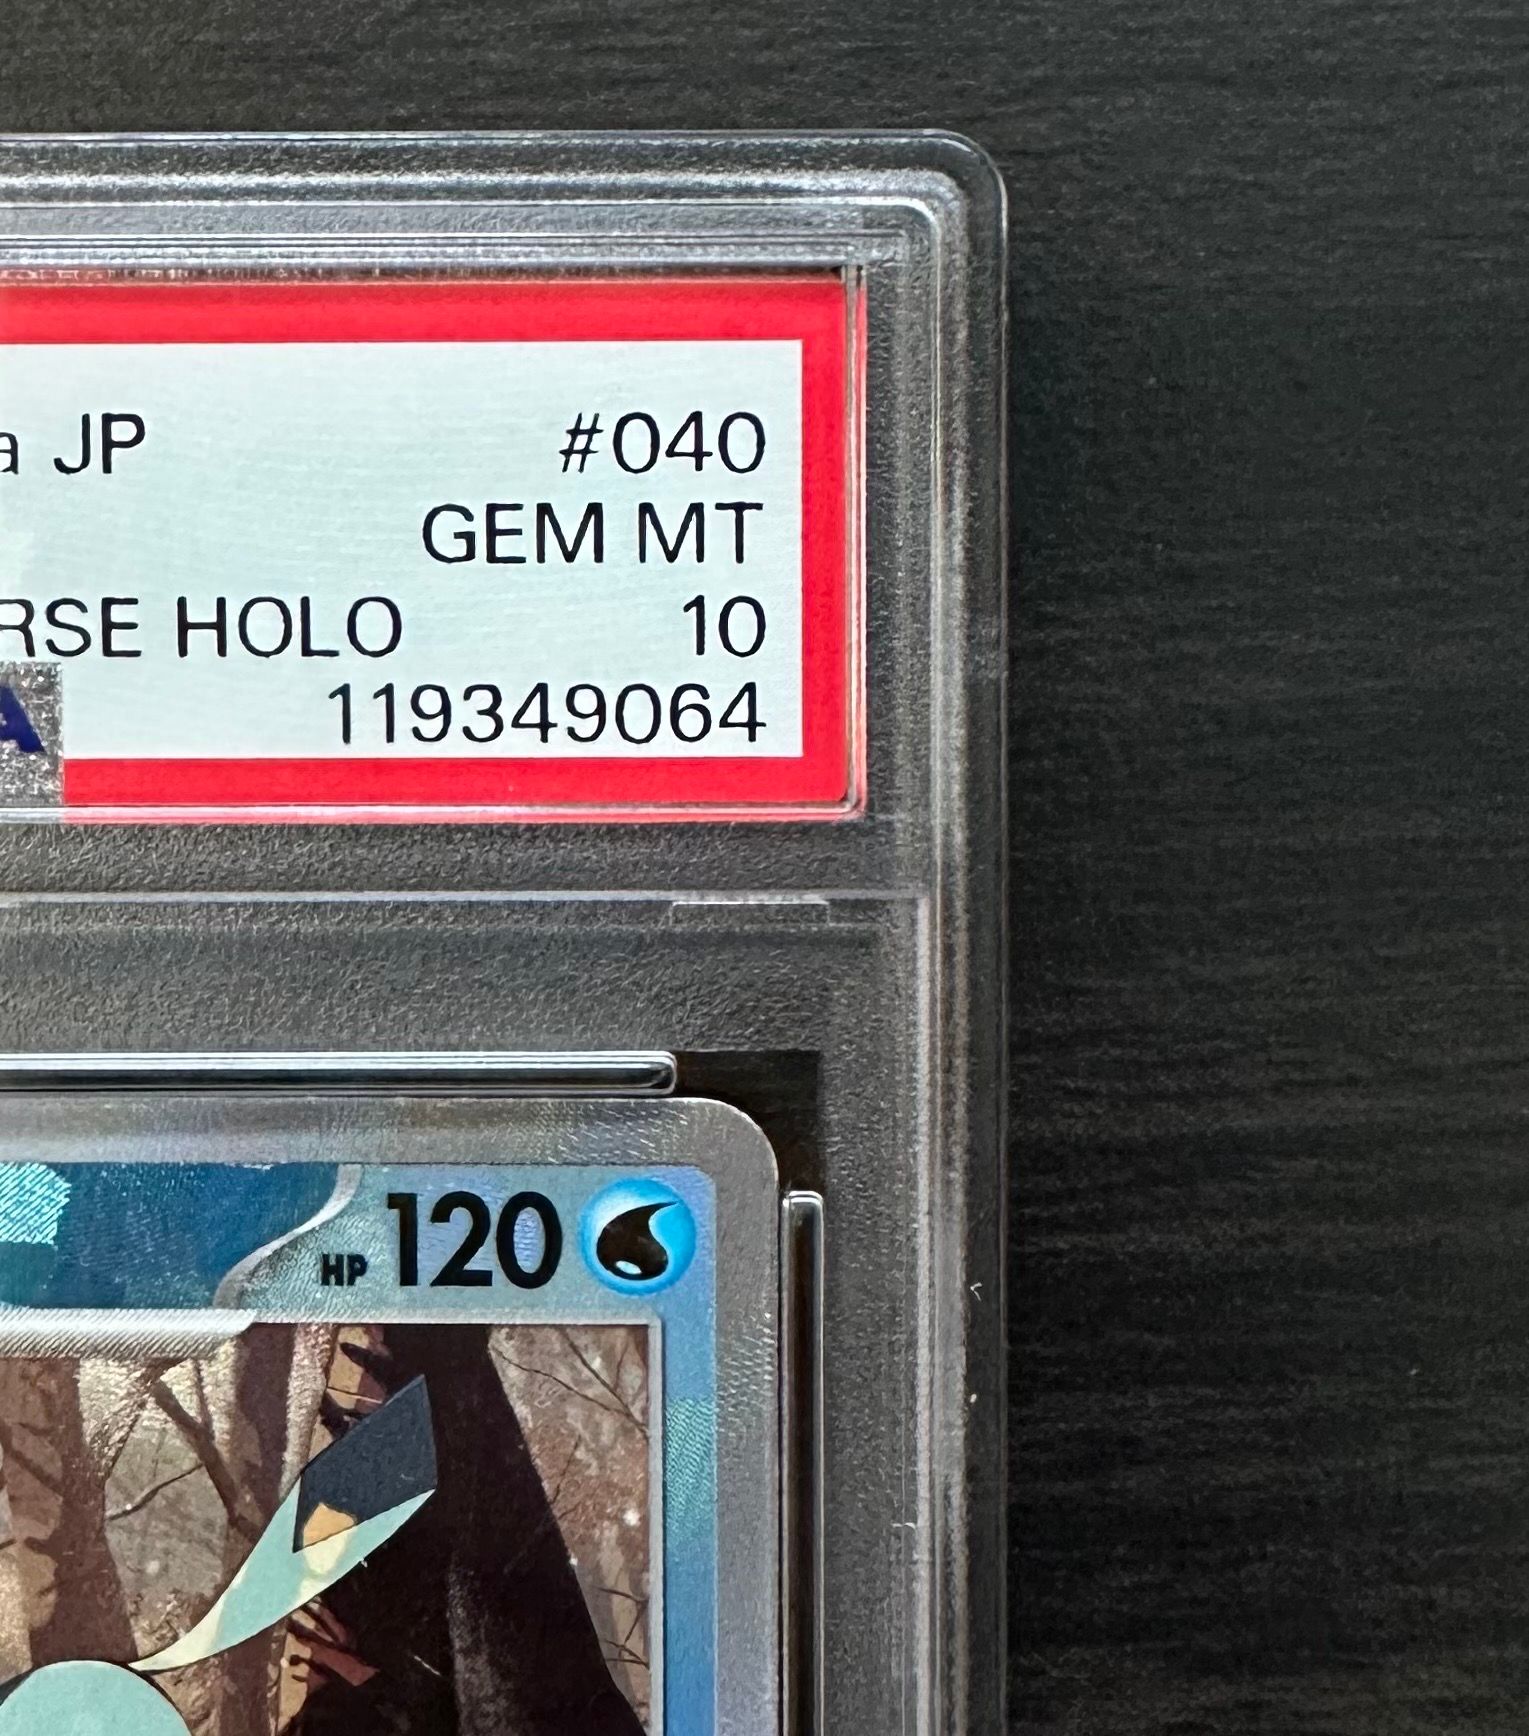 a JP #040
GEM MT
RSE HOLO 10
A 119349064
HP 120